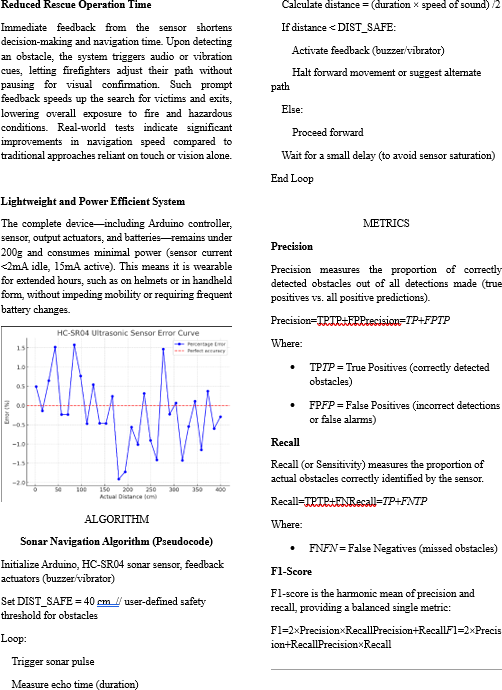 Reduced Rescue Operation Time
Immediate feedback from the sensor shortens
decision-making and navigation time. Upon detecting
an obstacle, the system triggers audio or vibration
cues, letting firefighters adjust their path without
pausing for visual confirmation. Such prompt
feedback speeds up the search for victims and exits,
lowering overall exposure to fire and hazardous
conditions. Real-world tests indicate significant
improvements in navigation speed compared to
traditional approaches reliant on touch or vision alone.
Lightweight and Power Efficient System
The complete device—including Arduino controller,
sensor, output actuators, and batteries—remains under
200g and consumes minimal power (sensor current
<2mA idle, 15mA active). This means it is wearable
for extended hours, such as on helmets or in handheld
form, without impeding mobility or requiring frequent
battery changes.
HC-SR04 Ultrasonic Sensor Error Curve
Percentage Error
Perfect accuracy
Error (%)
1.5
1.0
0.5
0.0
−0.5
−1.0
−1.5
−2.0
0 50 100 150 200 250 300 350 400
Actual Distance (cm)
ALGORITHM
Sonar Navigation Algorithm (Pseudocode)
Initialize Arduino, HC-SR04 sonar sensor, feedback
actuators (buzzer/vibrator)
Set DIST_SAFE = 40 cm // user-defined safety
threshold for obstacles
Loop:
Trigger sonar pulse
Measure echo time (duration)
Calculate distance = (duration × speed of sound) /2
If distance < DIST_SAFE:
Activate feedback (buzzer/vibrator)
Halt forward movement or suggest alternate
path
Else:
Proceed forward
Wait for a small delay (to avoid sensor saturation)
End Loop
METRICS
Precision
Precision measures the proportion of correctly
detected obstacles out of all detections made (true
positives vs. all positive predictions).
Precision=TPTP+FPPrecision=TP+FPTP
Where:
• TPTP = True Positives (correctly detected
obstacles)
• FPFP = False Positives (incorrect detections
or false alarms)
Recall
Recall (or Sensitivity) measures the proportion of
actual obstacles correctly identified by the sensor.
Recall=TPTP+FNRecall=TP+FNTP
Where:
• FNFN = False Negatives (missed obstacles)
F1-Score
F1-score is the harmonic mean of precision and
recall, providing a balanced single metric:
F1=2×Precision×RecallPrecision+RecallF1=2×Precis
ion+RecallPrecision×Recall